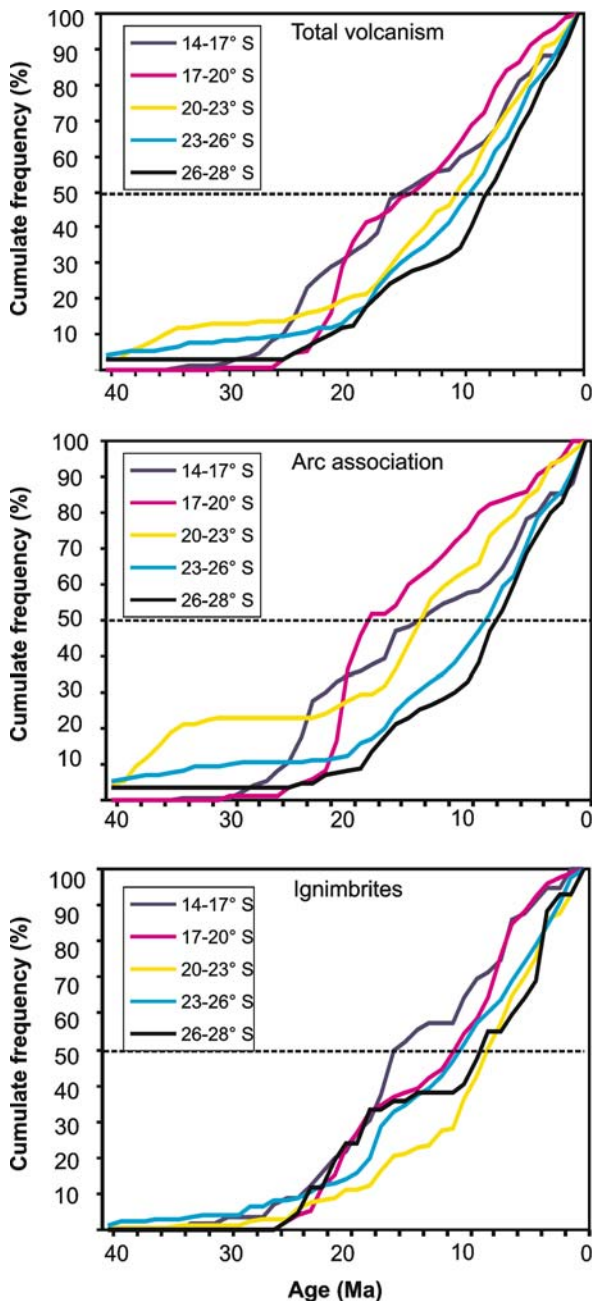 Total volcanism
Cumulate frequency (%)
100
90
80
70
60
50
40
30
20
10
14-17° S
17-20° S
20-23° S
23-26° S
26-28° S
40
30
20
10
0
Arc association
Cumulate frequency (%)
100
90
80
70
60
50
40
30
20
10
14-17° S
17-20° S
20-23° S
23-26° S
26-28° S
40
30
20
10
0
Ignimbrites
Cumulate frequency (%)
100
90
80
70
60
50
40
30
20
10
14-17° S
17-20° S
20-23° S
23-26° S
26-28° S
40
30
20
10
0
Age (Ma)